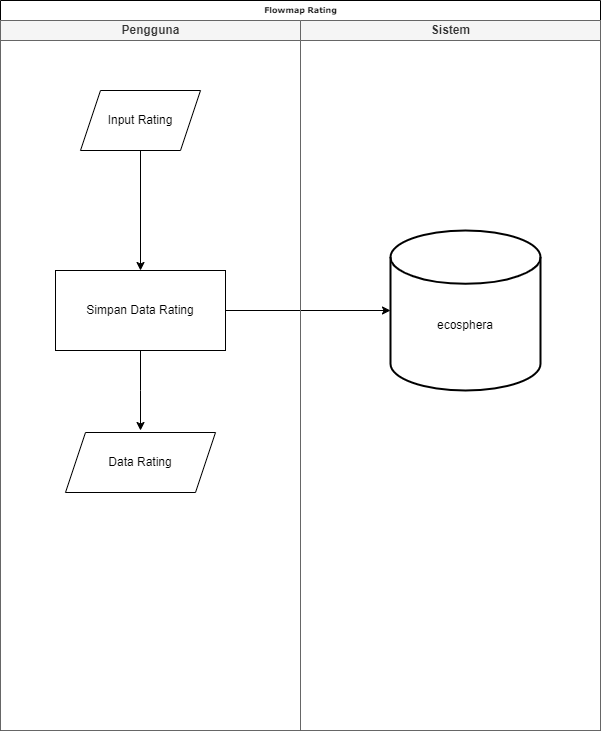 Flowmap Rating
Pengguna
Sistem
Input Rating
Simpan Data Rating
ecosphera
Data Rating